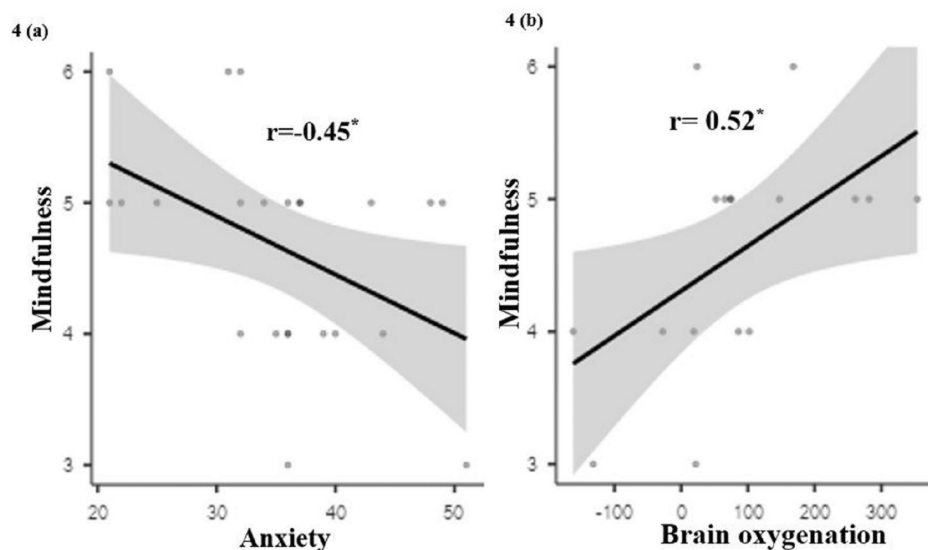 4 (a)
6
5
4
3
Mindfulness
r=-0.45*
20 30 40 50
Anxiety
4 (b)
6
5
4
3
Mindfulness
r= 0.52*
-100 0 100 200 300
Brain oxygenation